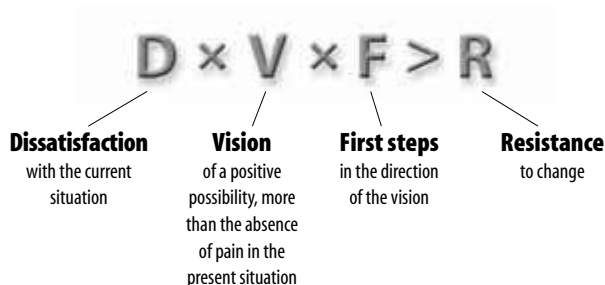 D × V × F > R
Dissatisfaction
with the current
situation
Vision
of a positive
possibility, more
than the absence
of pain in the
present situation
First steps
in the direction
of the vision
Resistance
to change